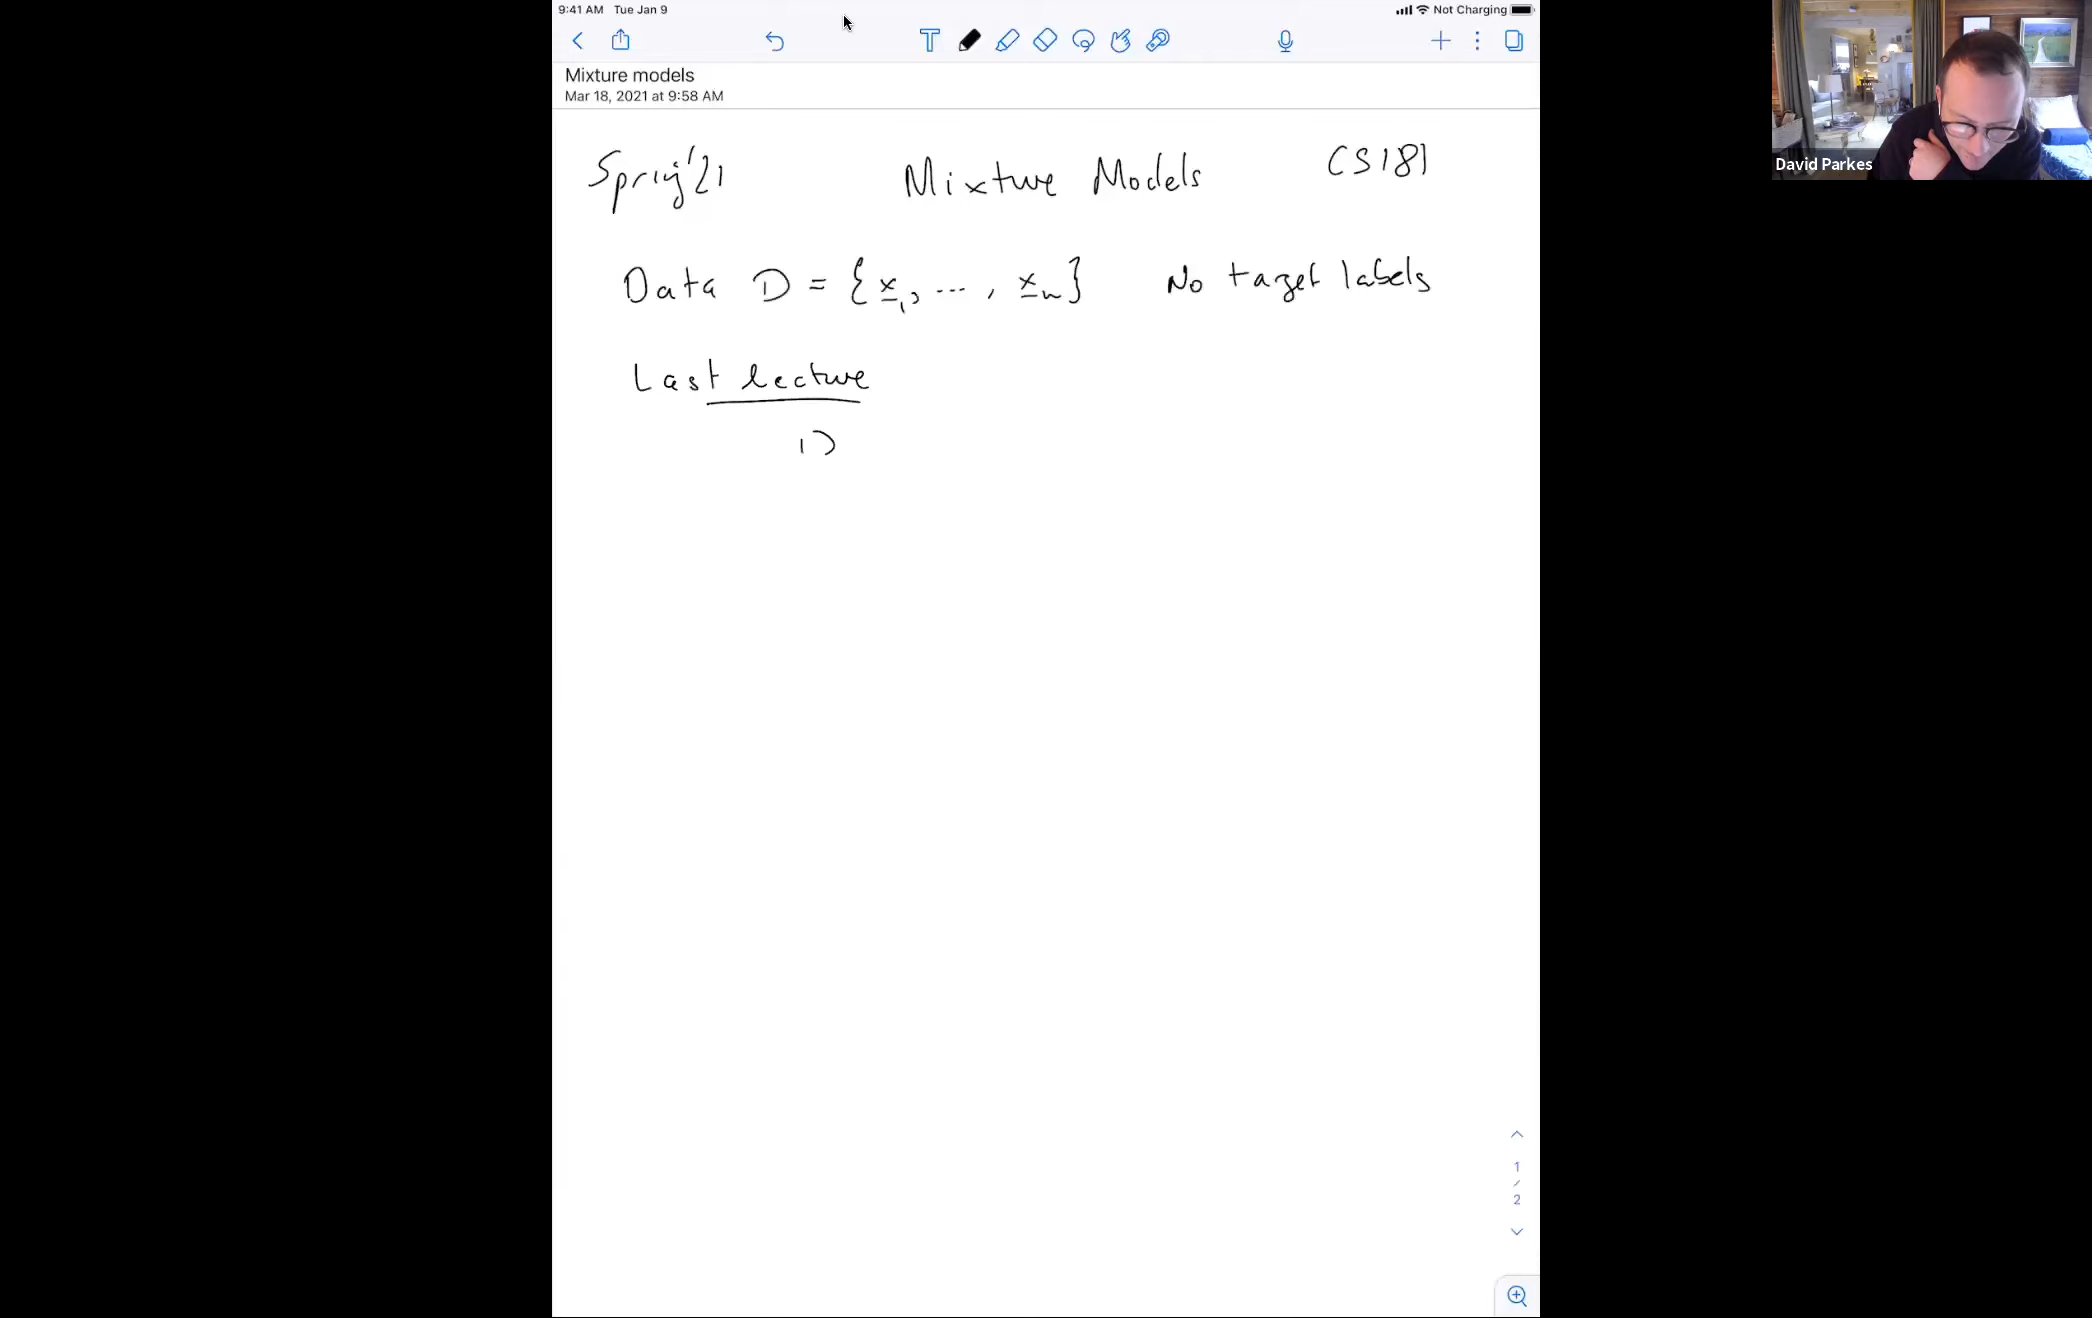 9:41 AM Tue Jan 9 Not Charging
Mixture models
Mar 18, 2021 at 9:58 AM
Spring '21 Mixture Models CS181
Data D = {x1, ..., xn} No target labels
Last lecture
1)
David Parkes
1
/
2